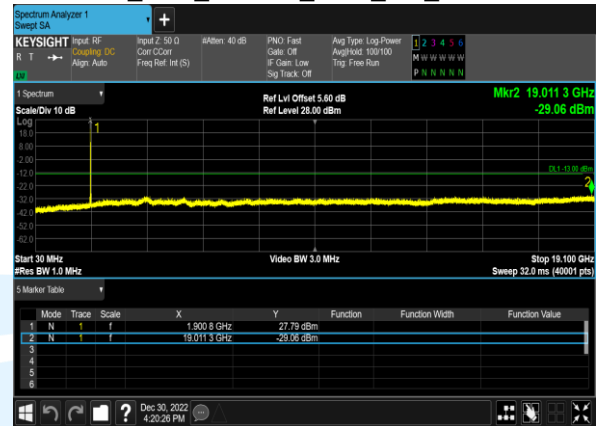 Spectrum Analyzer 1
Swept SA
KEYSIGHT Input: RF Input Z: 50 Ω #Atten: 40 dB PNO: Fast Avg Type: Log-Power 1 2 3 4 5 6
R T Coupling: DC Corr CCorr Gate: Off Avg|Hold: 100/100 M W W W W W
Align: Auto Freq Ref: Int (S) IF Gain: Low Trig: Free Run
LW Sig Track: Off P N N N N N
1 Spectrum Ref Lvl Offset 5.60 dB Mkr2 19.011 3 GHz
Scale/Div 10 dB Ref Level 28.00 dBm -29.06 dBm
Log
1
18.0
8.00
-2.00
-12.0 DL1 -13.00 dBm
2
-22.0
-32.0
-42.0
-52.0
-62.0
Start 30 MHz Video BW 3.0 MHz Stop 19.100 GHz
#Res BW 1.0 MHz Sweep 32.0 ms (40001 pts)
5 Marker Table
Mode Trace Scale X Y Function Function Width Function Value
1 N 1 f 1.900 8 GHz 27.79 dBm
2 N 1 f 19.011 3 GHz -29.06 dBm
3
4
5
6
? Dec 30, 2022
4:20:26 PM